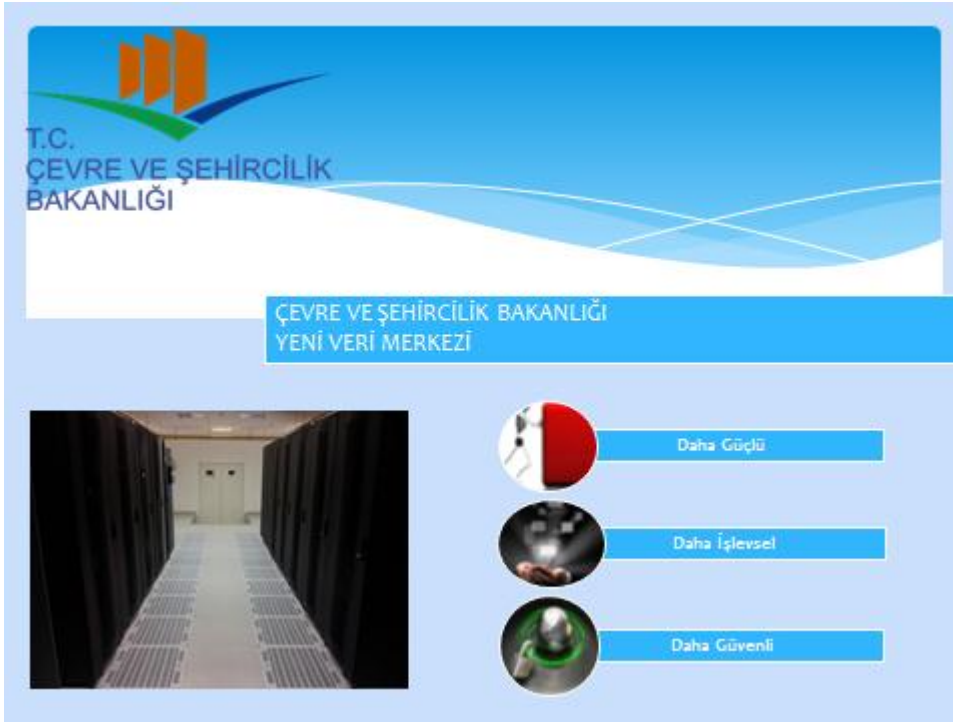 T.C.
ÇEVRE VE ŞEHİRCİLİK
BAKANLIĞI
ÇEVRE VE ŞEHİRCİLİK BAKANLIĞI
YENİ VERİ MERKEZİ
Daha Güçlü
Daha İşlevsel
Daha Güvenli